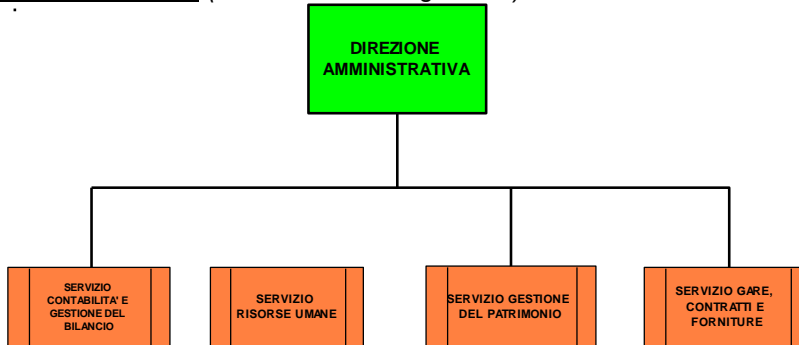 DIREZIONE
AMMINISTRATIVA
SERVIZIO
CONTABILITA' E
GESTIONE DEL
BILANCIO
SERVIZIO
RISORSE UMANE
SERVIZIO GESTIONE
DEL PATRIMONIO
SERVIZIO GARE,
CONTRATTI E
FORNITURE